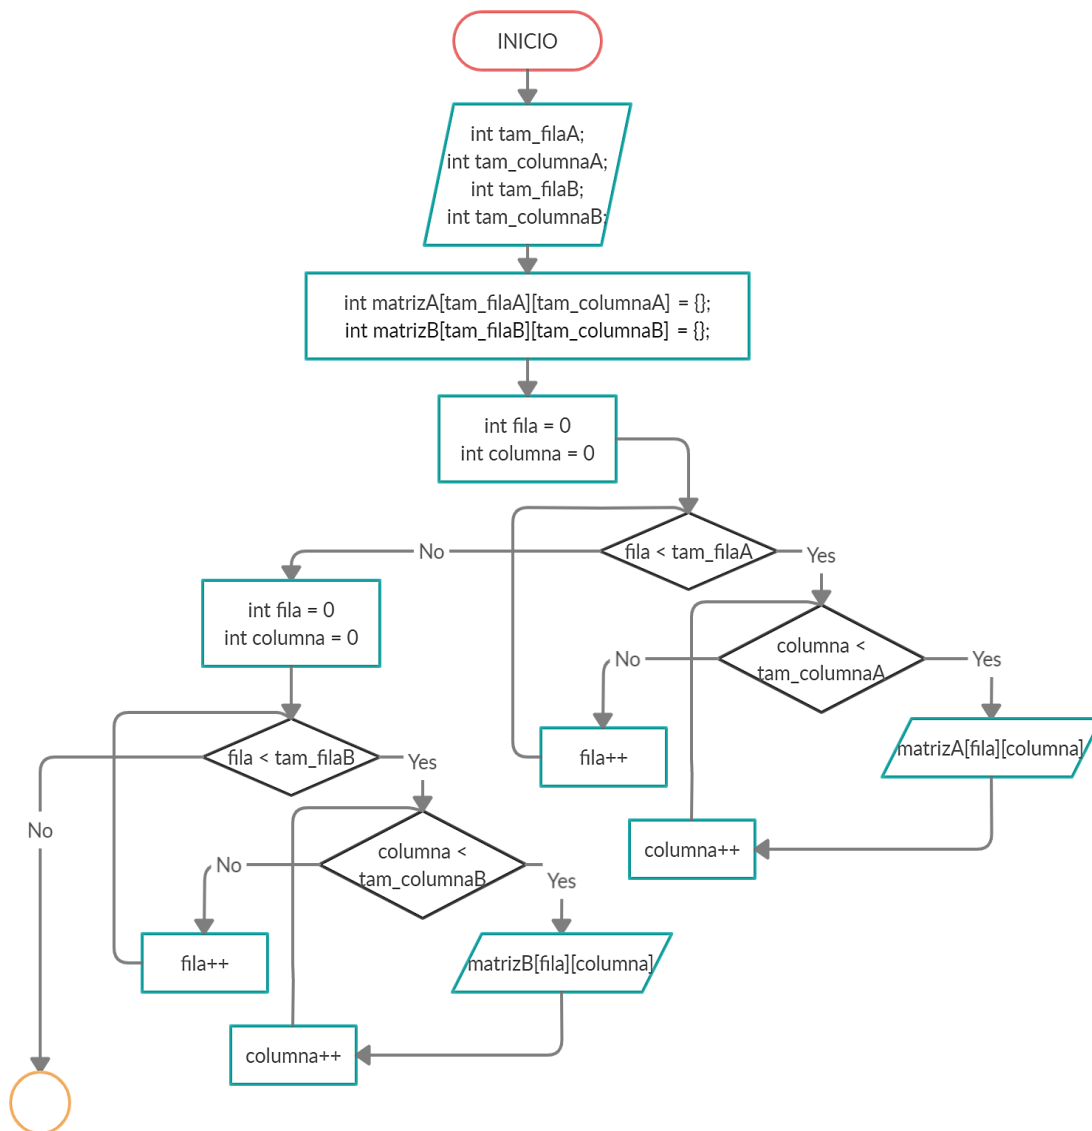 INICIO
int tam_filaA;
int tam_columnaA;
int tam_filaB;
int tam_columnaB;
int matrizA[tam_filaA][tam_columnaA] = {};
int matrizB[tam_filaB][tam_columnaB] = {};
int fila = 0
int columna = 0
fila < tam_filaA
No
Yes
columna <
tam_columnaA
No
Yes
fila++
matrizA[fila][columna]
columna++
int fila = 0
int columna = 0
fila < tam_filaB
No
Yes
columna <
tam_columnaB
No
Yes
fila++
matrizB[fila][columna]
columna++